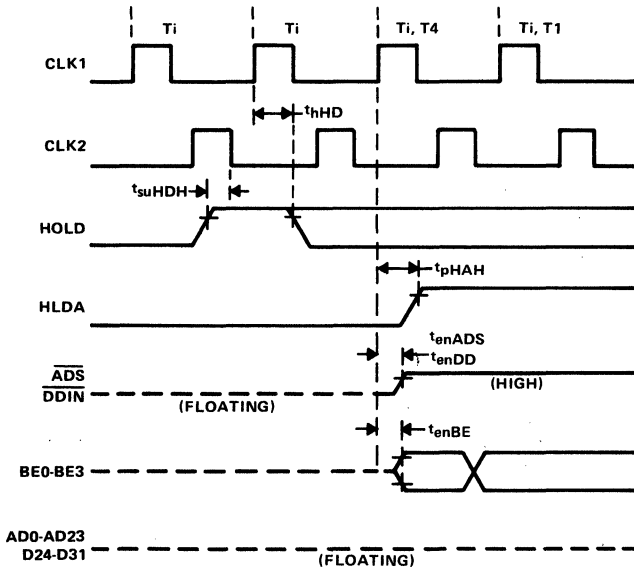 Ti Ti Ti, T4 Ti, T1
CLK1
thHD
CLK2
tsuHDH
HOLD
tpHAH
HLDA
tenADS
tenDD
ADS
DDIN
(FLOATING)
(HIGH)
tenBE
BE0-BE3
AD0-AD23
D24-D31
(FLOATING)